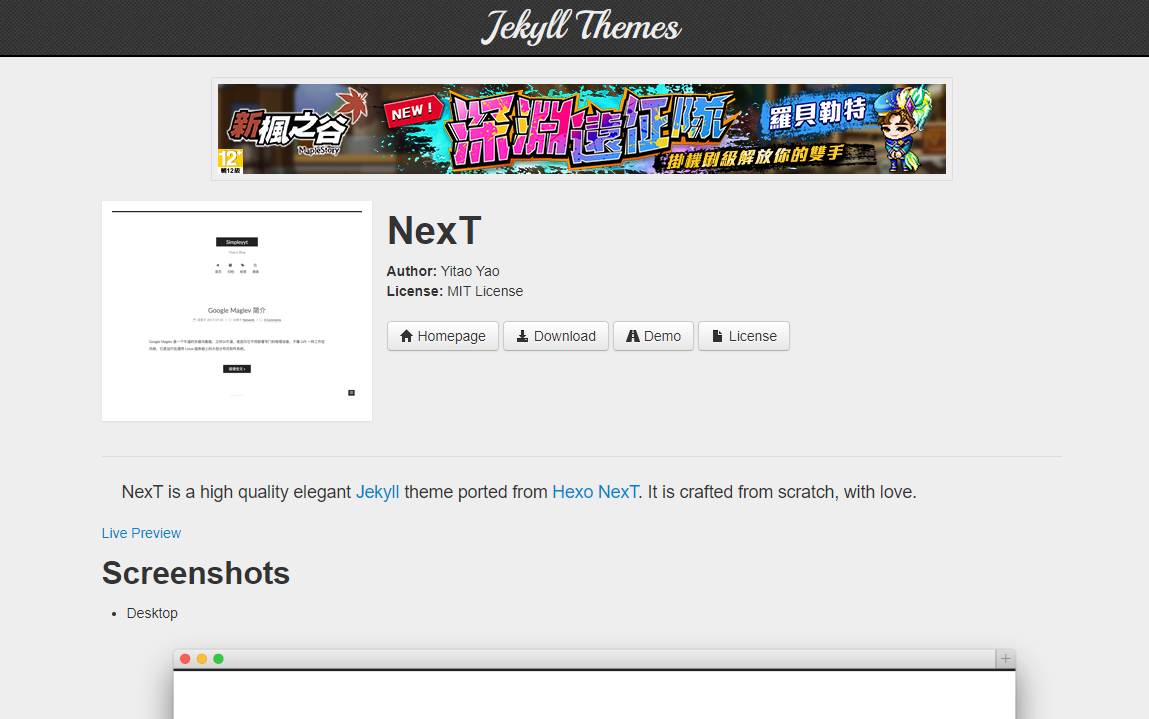 Jekyll Themes
新楓之谷
MapleStory
12+
輔12級
NEW!
深淵遠征隊
羅貝勒特
掛機刷級解放你的雙手
Simpleyyt
Google Maglev 简介
NexT
Author: Yitao Yao
License: MIT License
Homepage
Download
Demo
License
NexT is a high quality elegant Jekyll theme ported from Hexo NexT. It is crafted from scratch, with love.
Live Preview
Screenshots
Desktop